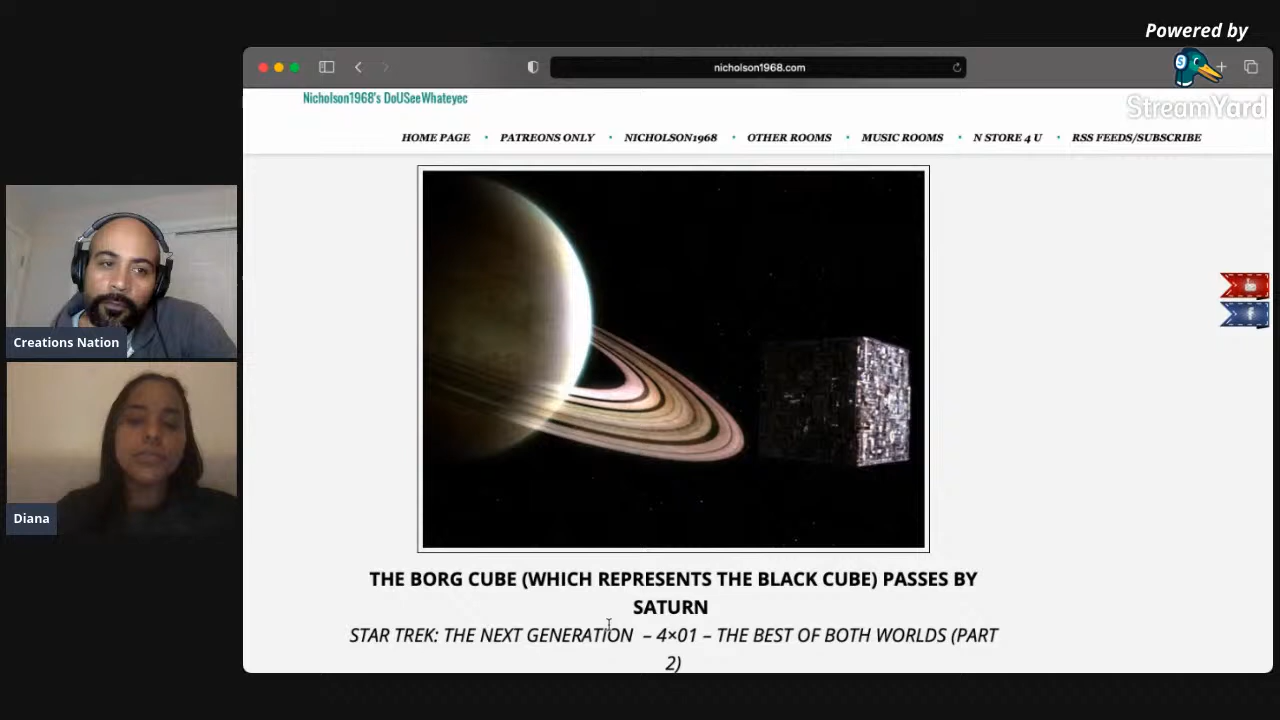 Powered by
StreamYard
nicholson1968.com
Nicholson1968's DoUSeeWhateyec
HOME PAGE • PATREONS ONLY • NICHOLSON1968 • OTHER ROOMS • MUSIC ROOMS • N STORE 4 U • RSS FEEDS/SUBSCRIBE
Creations Nation
Diana
THE BORG CUBE (WHICH REPRESENTS THE BLACK CUBE) PASSES BY
SATURN
STAR TREK: THE NEXT GENERATION – 4×01 – THE BEST OF BOTH WORLDS (PART
2)